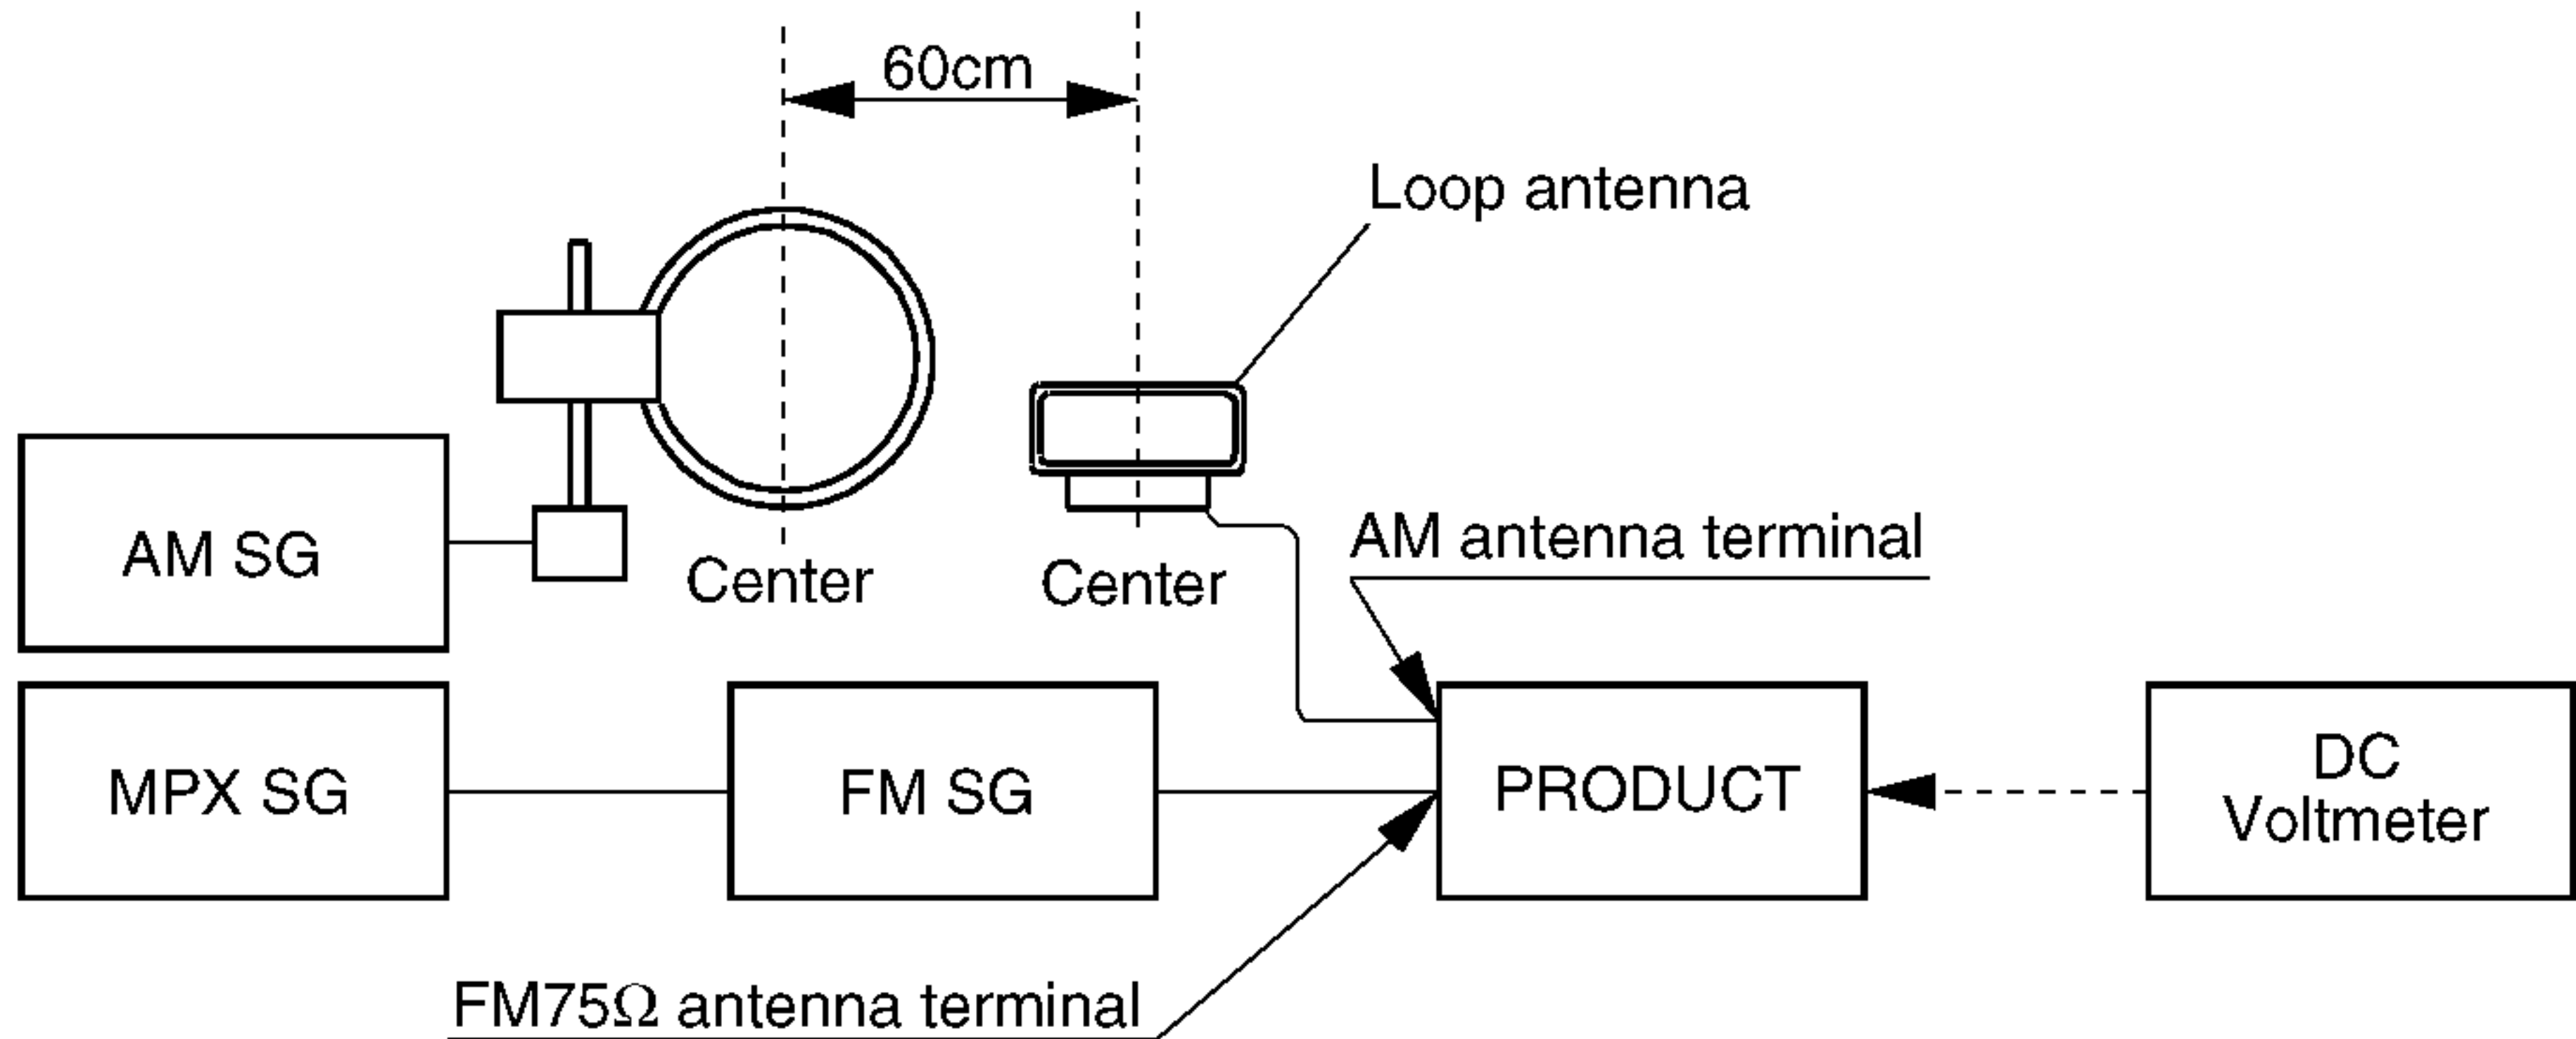 60cm
Loop antenna
AM SG
Center
Center
AM antenna terminal
MPX SG
FM SG
PRODUCT
DC
Voltmeter
FM75Ω antenna terminal